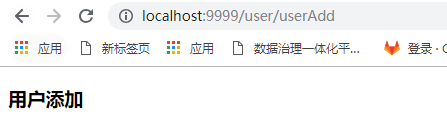 localhost:9999/user/userAdd
应用 新标签页 应用 数据治理一体化平... 登录 · G
用户添加